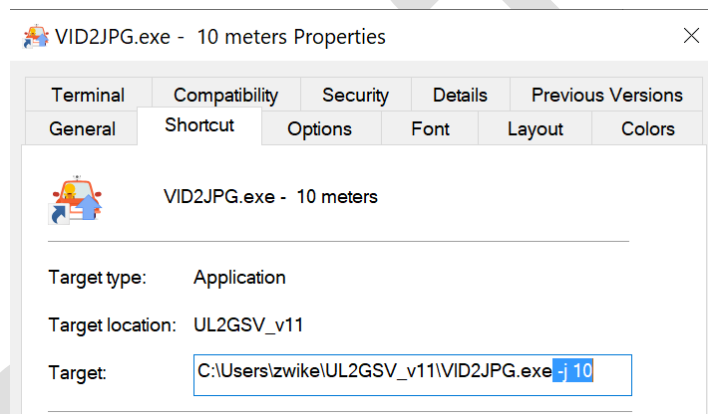 VID2JPG.exe - 10 meters Properties
Terminal Compatibility Security Details Previous Versions
General Shortcut Options Font Layout Colors
VID2JPG.exe - 10 meters
Target type: Application
Target location: UL2GSV_v11
Target: C:\Users\zwike\UL2GSV_v11\VID2JPG.exe -j 10